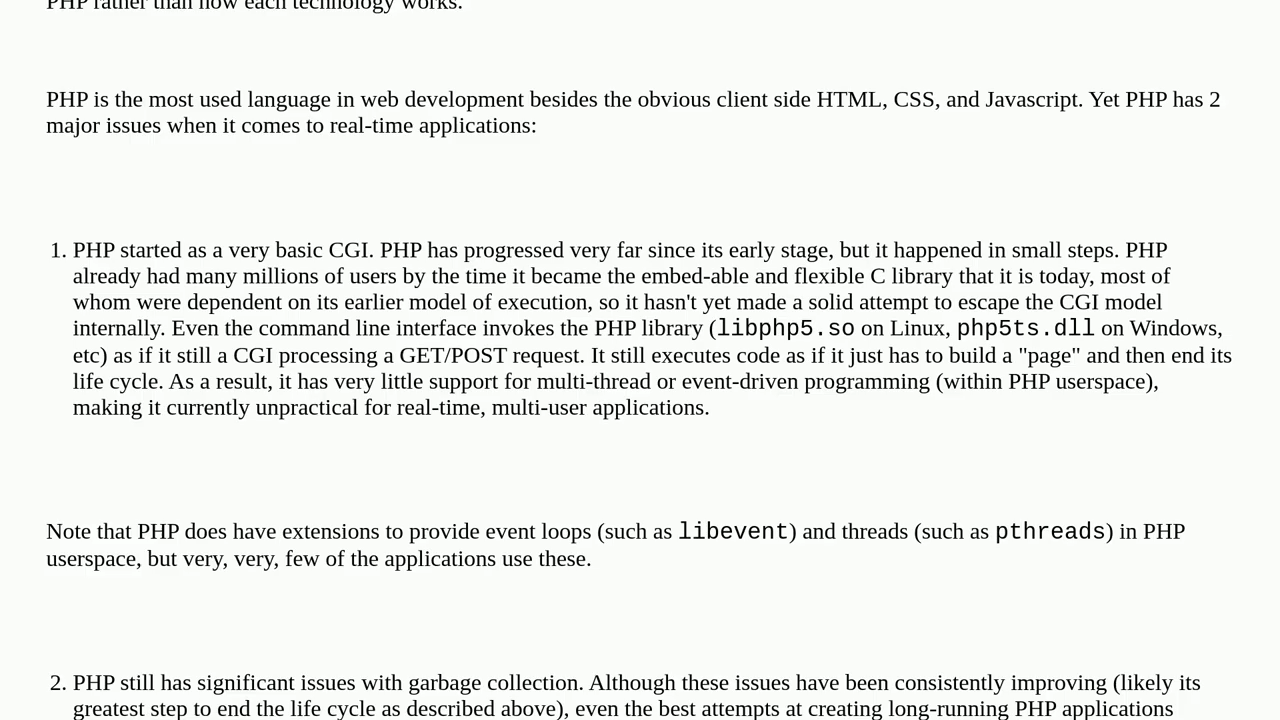 PHP rather than how each technology works.
PHP is the most used language in web development besides the obvious client side HTML, CSS, and Javascript. Yet PHP has 2
major issues when it comes to real-time applications:
1. PHP started as a very basic CGI. PHP has progressed very far since its early stage, but it happened in small steps. PHP
already had many millions of users by the time it became the embed-able and flexible C library that it is today, most of
whom were dependent on its earlier model of execution, so it hasn't yet made a solid attempt to escape the CGI model
internally. Even the command line interface invokes the PHP library (libphp5.so on Linux, php5ts.dll on Windows,
etc) as if it still a CGI processing a GET/POST request. It still executes code as if it just has to build a "page" and then end its
life cycle. As a result, it has very little support for multi-thread or event-driven programming (within PHP userspace),
making it currently unpractical for real-time, multi-user applications.
Note that PHP does have extensions to provide event loops (such as libevent) and threads (such as pthreads) in PHP
userspace, but very, very, few of the applications use these.
2. PHP still has significant issues with garbage collection. Although these issues have been consistently improving (likely its
greatest step to end the life cycle as described above), even the best attempts at creating long-running PHP applications